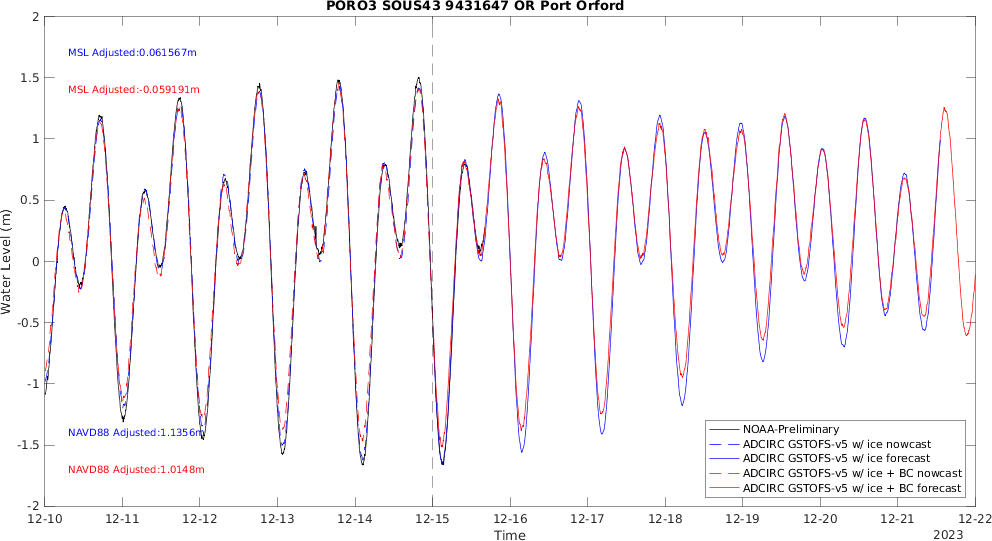 PORO3 SOUS43 9431647 OR Port Orford
2
1.5
1
0.5
0
-0.5
-1
-1.5
-2
Water Level (m)
MSL Adjusted:0.061567m
MSL Adjusted:-0.059191m
NAVD88 Adjusted:1.1356m
NAVD88 Adjusted:1.0148m
NOAA-Preliminary
ADCIRC GSTOFS-v5 w/ ice nowcast
ADCIRC GSTOFS-v5 w/ ice forecast
ADCIRC GSTOFS-v5 w/ ice + BC nowcast
ADCIRC GSTOFS-v5 w/ ice + BC forecast
12-10 12-11 12-12 12-13 12-14 12-15 12-16 12-17 12-18 12-19 12-20 12-21 12-22
Time
2023